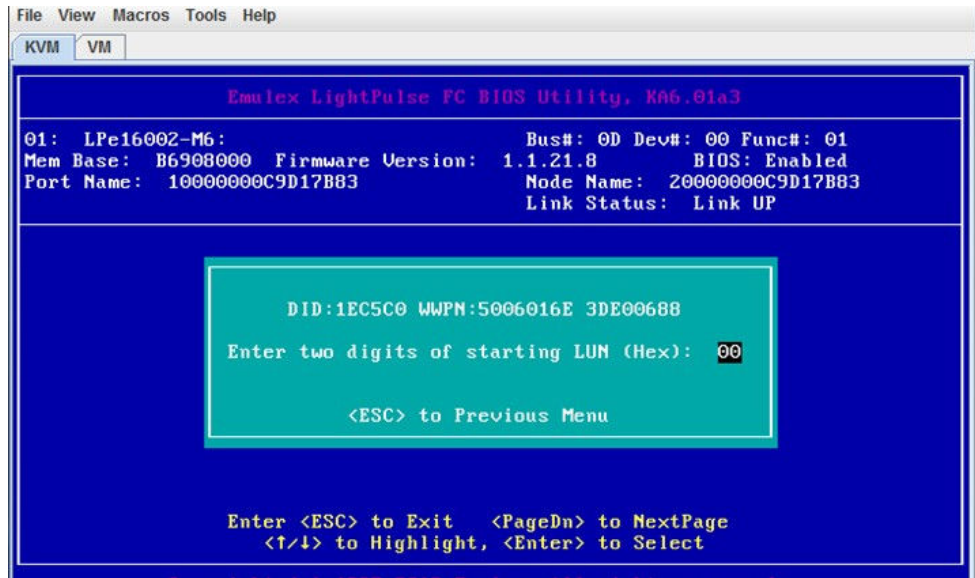 File View Macros Tools Help
KVM VM
Emulex LightPulse FC BIOS Utility, KA6.01a3
01: LPe16002-M6: Bus#: 0D Dev#: 00 Func#: 01
Mem Base: B6908000 Firmware Version: 1.1.21.8 BIOS: Enabled
Port Name: 10000000C9D17B83 Node Name: 20000000C9D17B83
Link Status: Link UP
DID:1EC5C0 WWPN:5006016E 3DE00688
Enter two digits of starting LUN (Hex): 00
<ESC> to Previous Menu
Enter <ESC> to Exit <PageDn> to NextPage
<↑/↓> to Highlight, <Enter> to Select